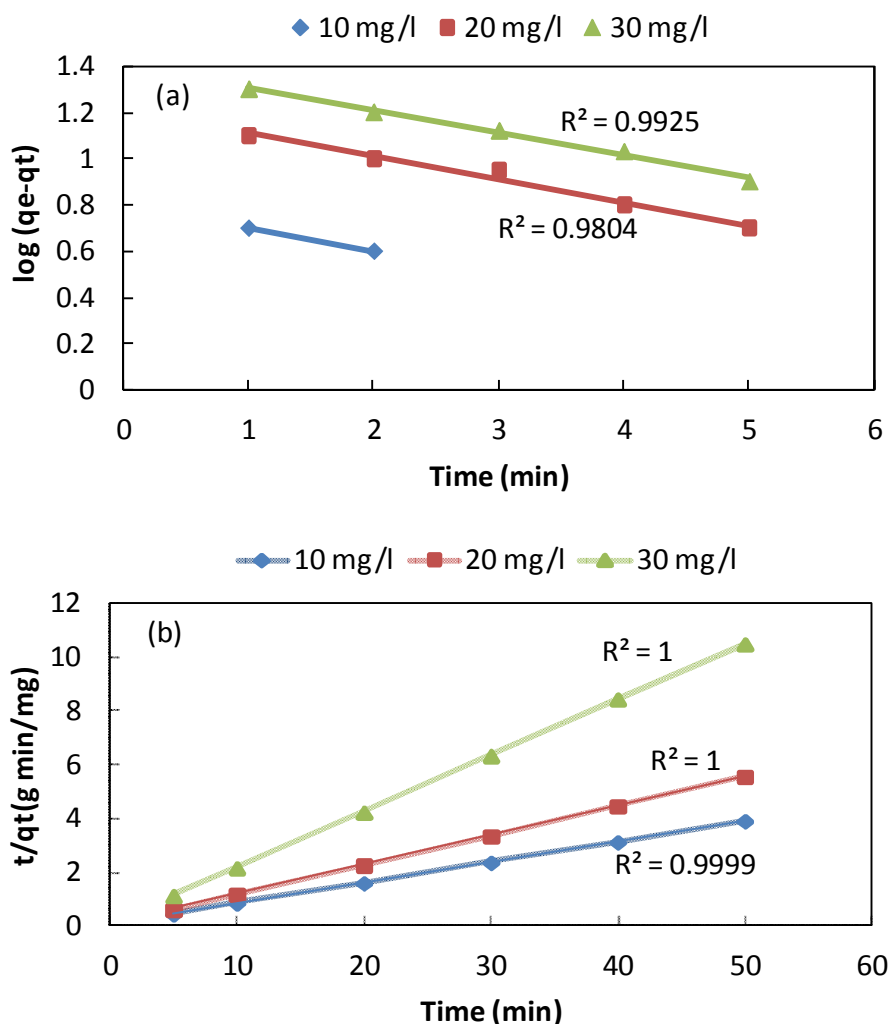 10 mg/l 20 mg/l 30 mg/l
1.4
(a)
1.2
R² = 0.9925
1
0.8
R² = 0.9804
0.6
0.4
0.2
0
log (qe-qt)
0 1 2 3 4 5 6
Time (min)
10 mg/l 20 mg/l 30 mg/l
12
(b)
R² = 1
10
8
R² = 1
6
4
R² = 0.9999
2
0
t/qt(g min/mg)
0 10 20 30 40 50 60
Time (min)